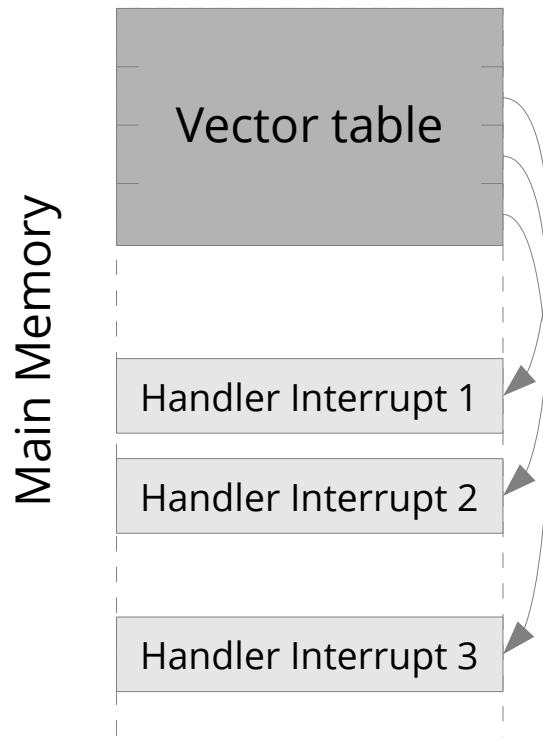 Vector table
Main Memory
Handler Interrupt 1
Handler Interrupt 2
Handler Interrupt 3